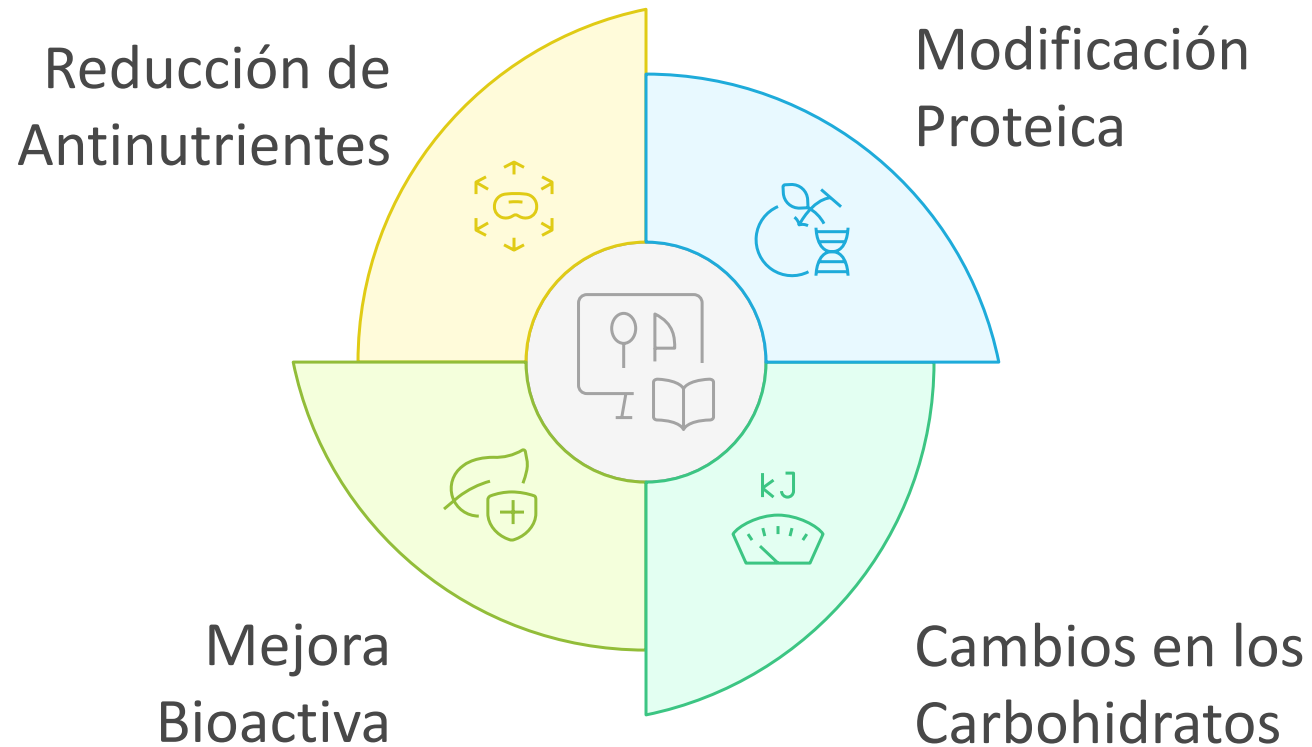 Reducción de
Antinutrientes
Modificación
Proteica
kJ
Mejora
Bioactiva
Cambios en los
Carbohidratos